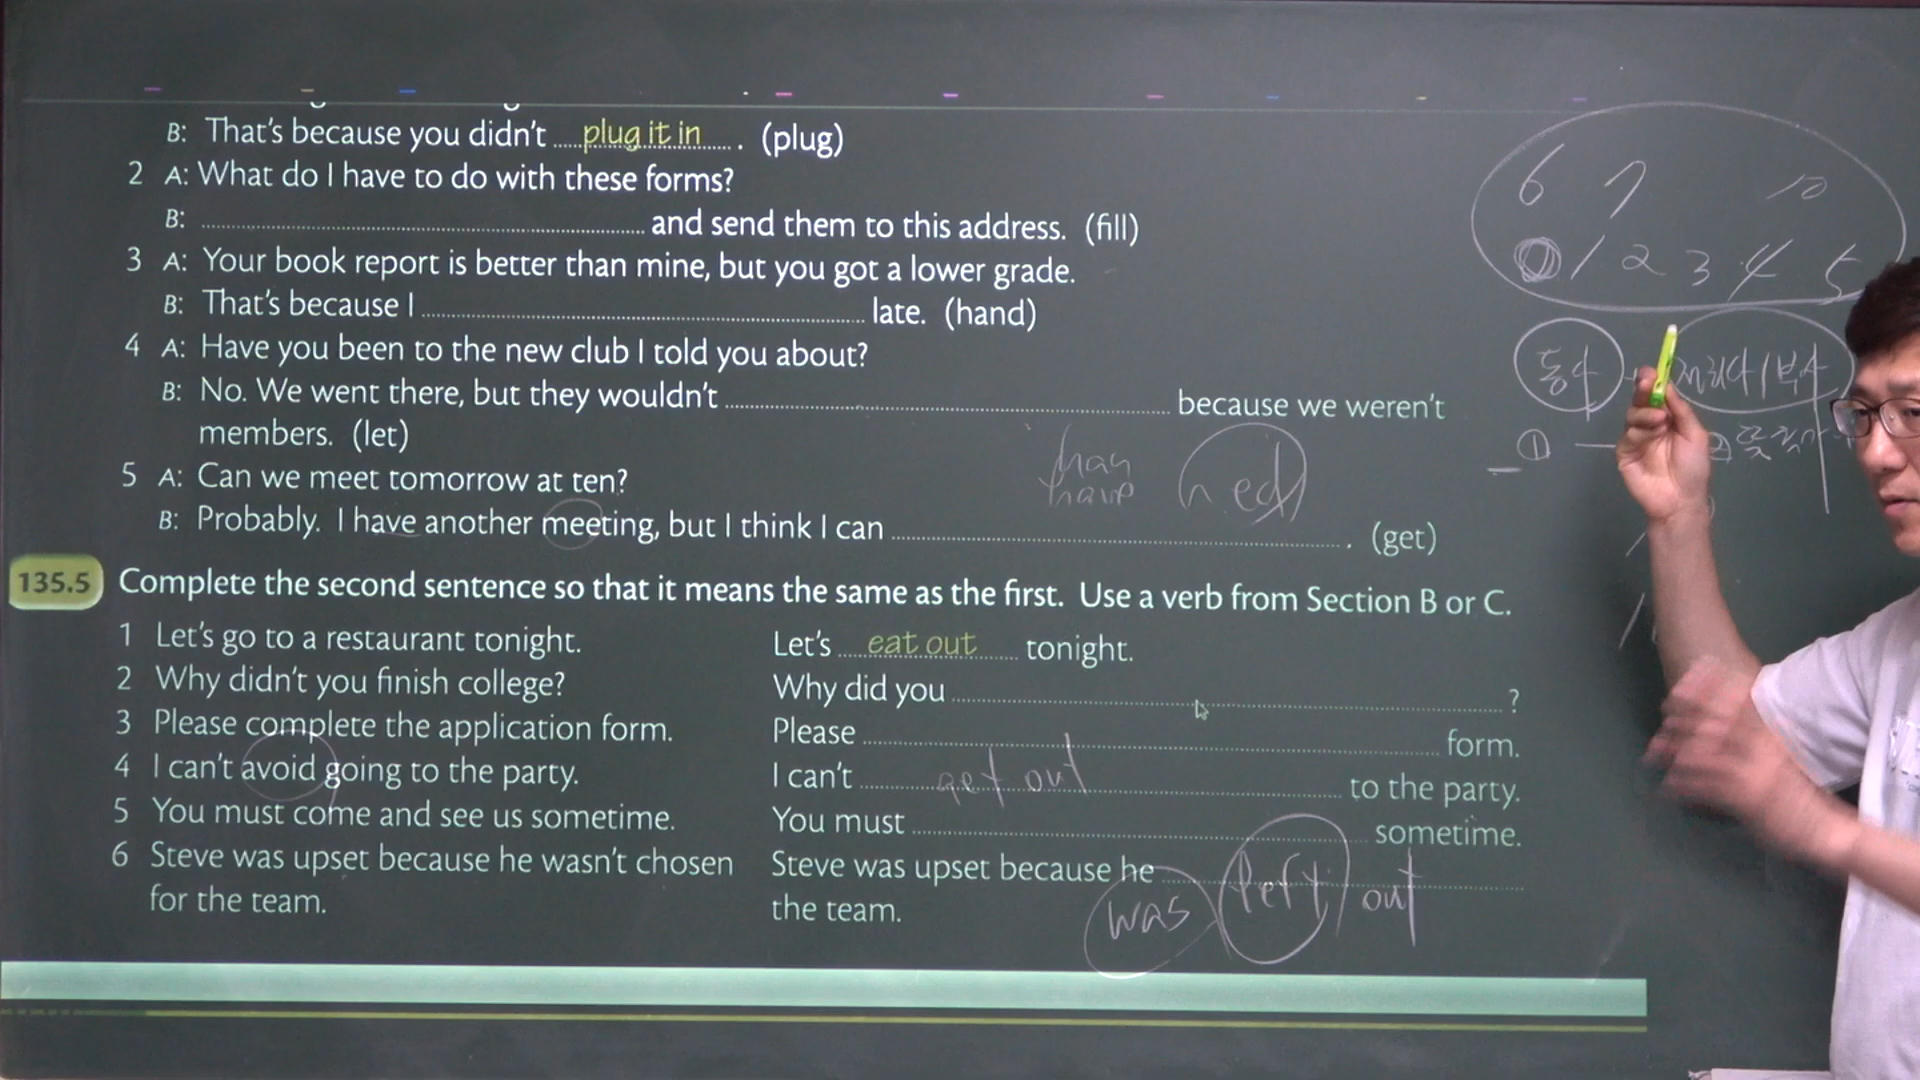 B: That's because you didn't plug it in . (plug)
2 A: What do I have to do with these forms?
B: ........ and send them to this address. (fill)
3 A: Your book report is better than mine, but you got a lower grade.
B: That's because I ........ late. (hand)
4 A: Have you been to the new club I told you about?
B: No. We went there, but they wouldn't ........ because we weren't
members. (let)
5 A: Can we meet tomorrow at ten?
B: Probably. I have another meeting, but I think I can ........ . (get)
135.5 Complete the second sentence so that it means the same as the first. Use a verb from Section B or C.
1 Let's go to a restaurant tonight. Let's eat out tonight.
2 Why didn't you finish college? Why did you ........ ?
3 Please complete the application form. Please ........ form.
4 I can't avoid going to the party. I can't get out to the party.
5 You must come and see us sometime. You must ........ sometime.
6 Steve was upset because he wasn't chosen Steve was upset because he ........
for the team. the team.
was left out
6 7 10
0 1 2 3 4 5
동사
①